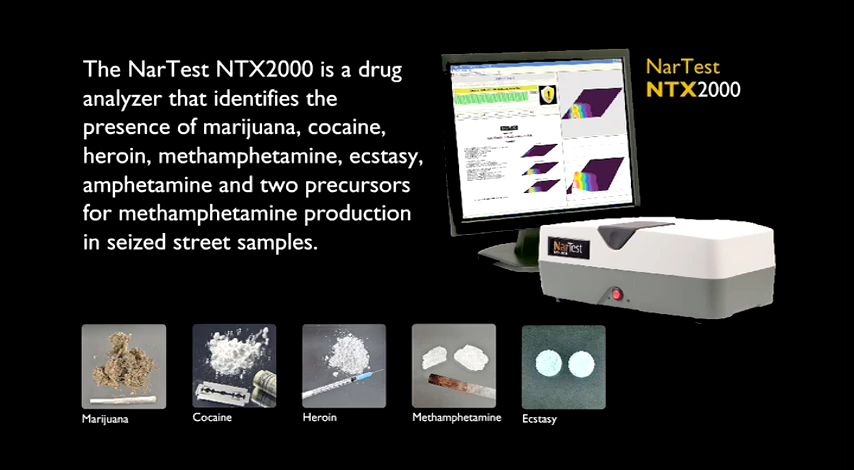 The NarTest NTX2000 is a drug
analyzer that identifies the
presence of marijuana, cocaine,
heroin, methamphetamine, ecstasy,
amphetamine and two precursors
for methamphetamine production
in seized street samples.
NarTest
NTX2000
NarTest
Marijuana
Cocaine
Heroin
Methamphetamine
Ecstasy